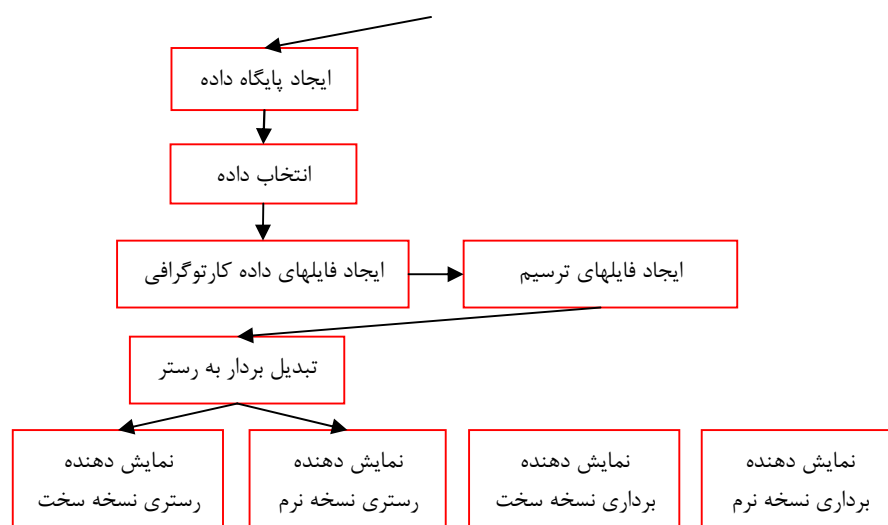 ایجاد پایگاه داده
انتخاب داده
ایجاد فایلهای ترسیم
ایجاد فایلهای داده کارتوگرافی
تبدیل بردار به رستر
نمایش دهنده
برداری نسخه نرم
نمایش دهنده
برداری نسخه سخت
نمایش دهنده
رستری نسخه نرم
نمایش دهنده
رستری نسخه سخت